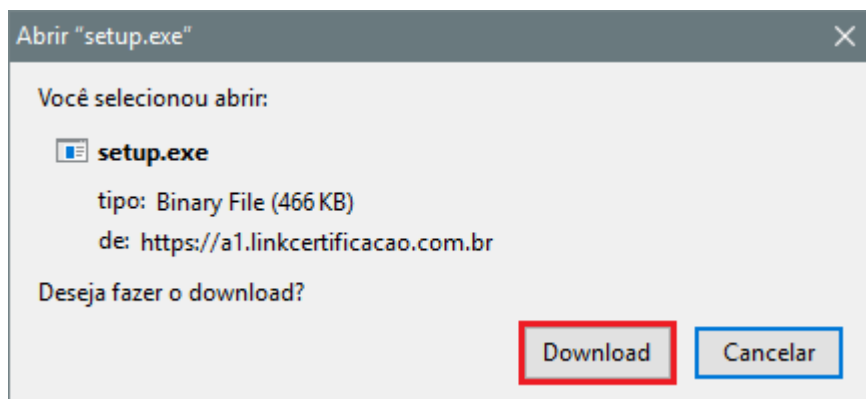 Abrir "setup.exe"
Você selecionou abrir:
setup.exe
tipo: Binary File (466 KB)
de: https://a1.linkcertificacao.com.br
Deseja fazer o download?
Download Cancelar